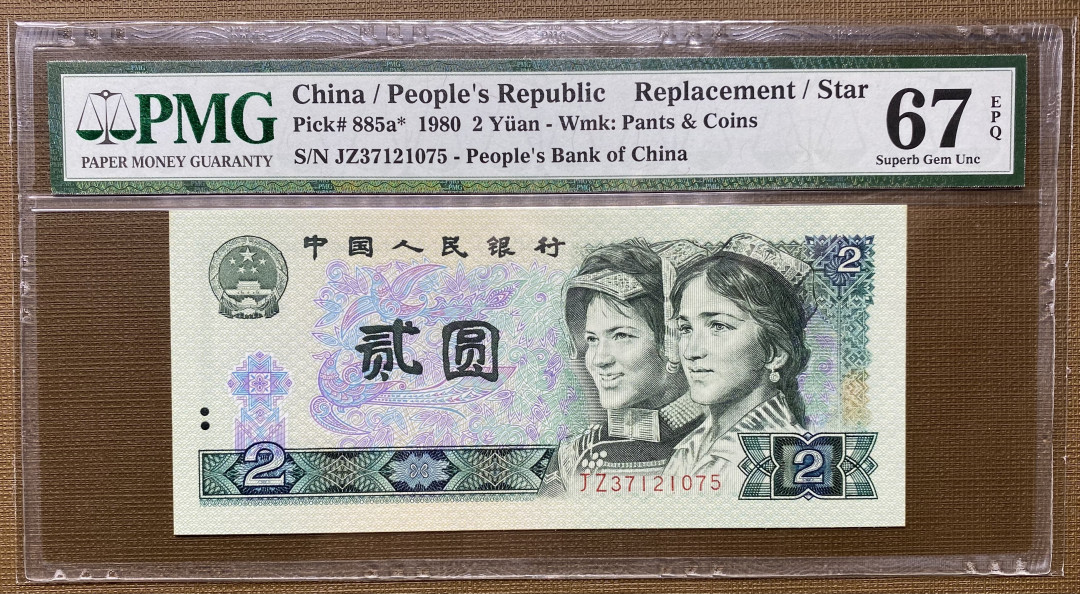 PMG
PAPER MONEY GUARANTY
China / People's Republic Replacement / Star
Pick# 885a* 1980 2 Yüan - Wmk: Pants & Coins
S/N JZ37121075 - People's Bank of China
67
EPQ
Superb Gem Unc
中国人民银行
2
贰圆
2
JZ37121075
2